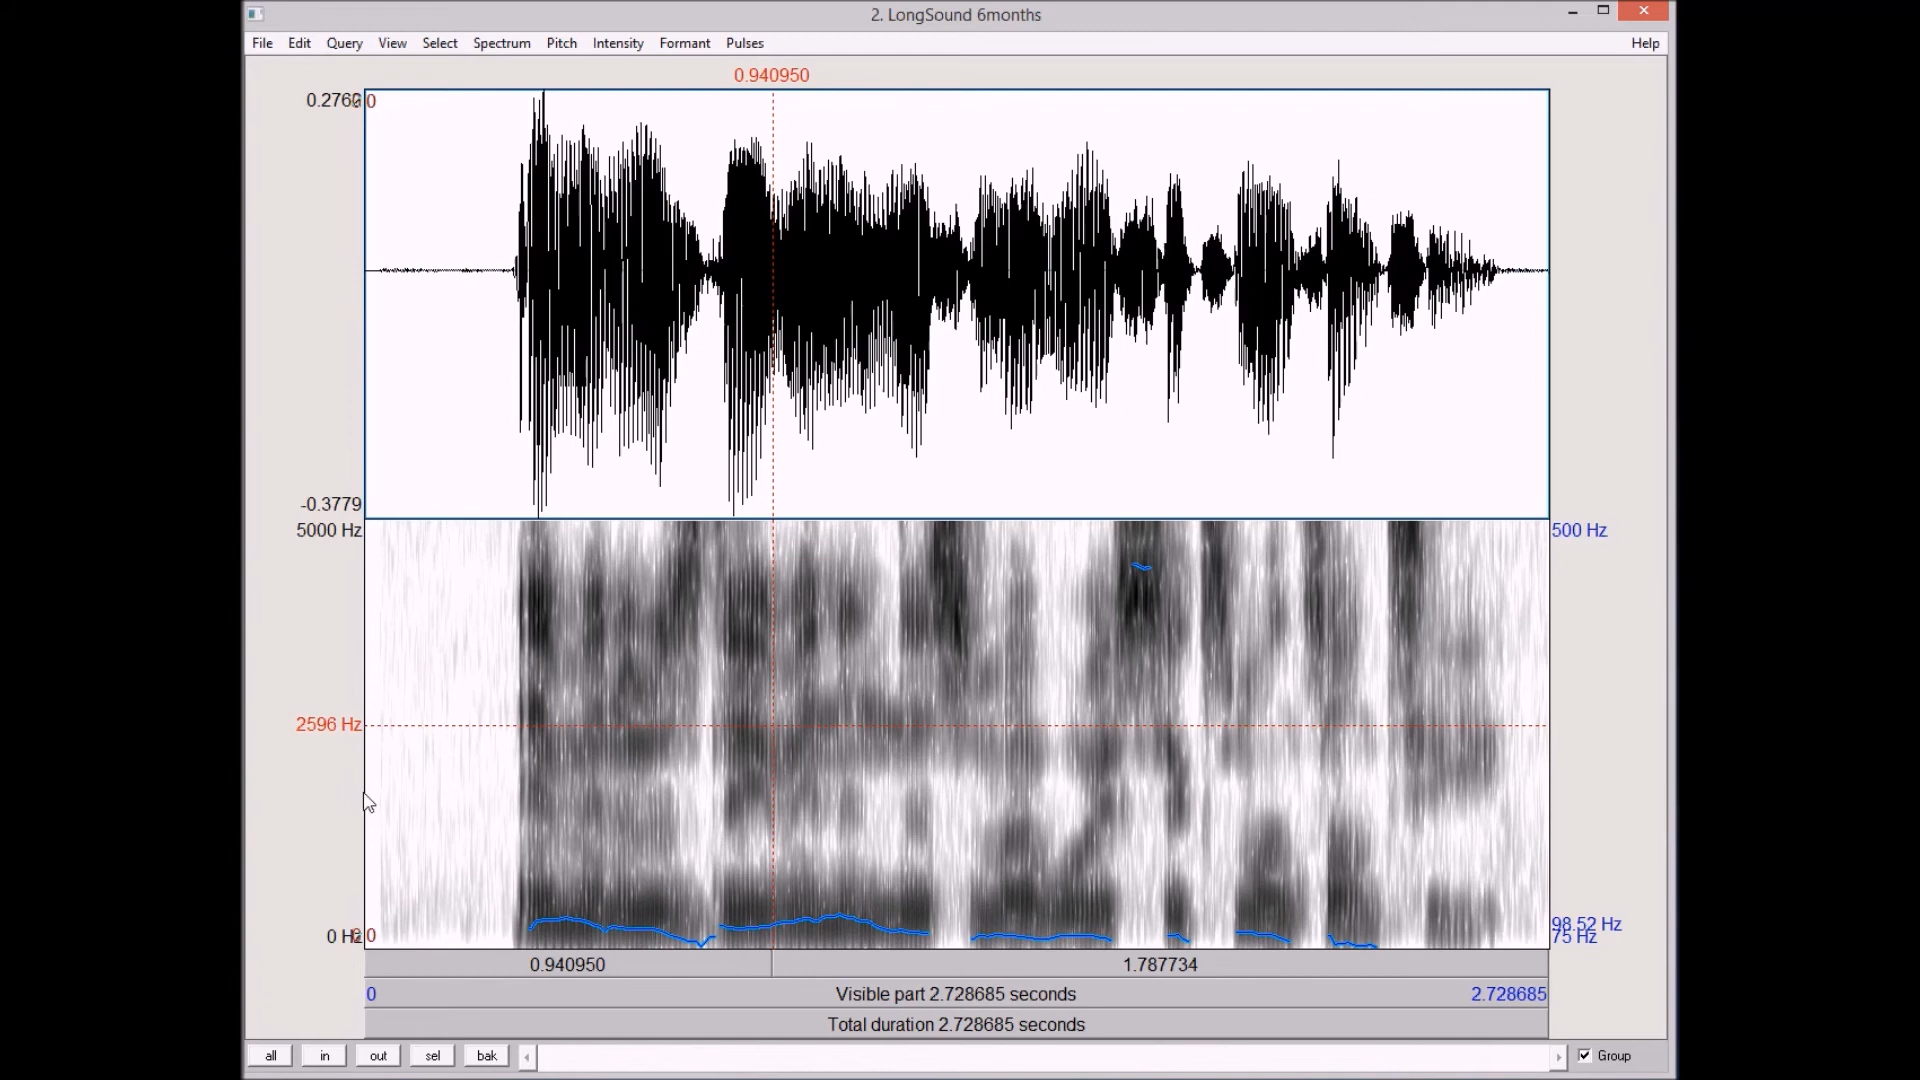 2. LongSound 6months
File Edit Query View Select Spectrum Pitch Intensity Formant Pulses Help
0.940950
-0.3779
5000 Hz 500 Hz
2596 Hz
98.52 Hz
0 Hz 75 Hz
0.940950 1.787734
0 Visible part 2.728685 seconds 2.728685
Total duration 2.728685 seconds
all in out sel bak Group